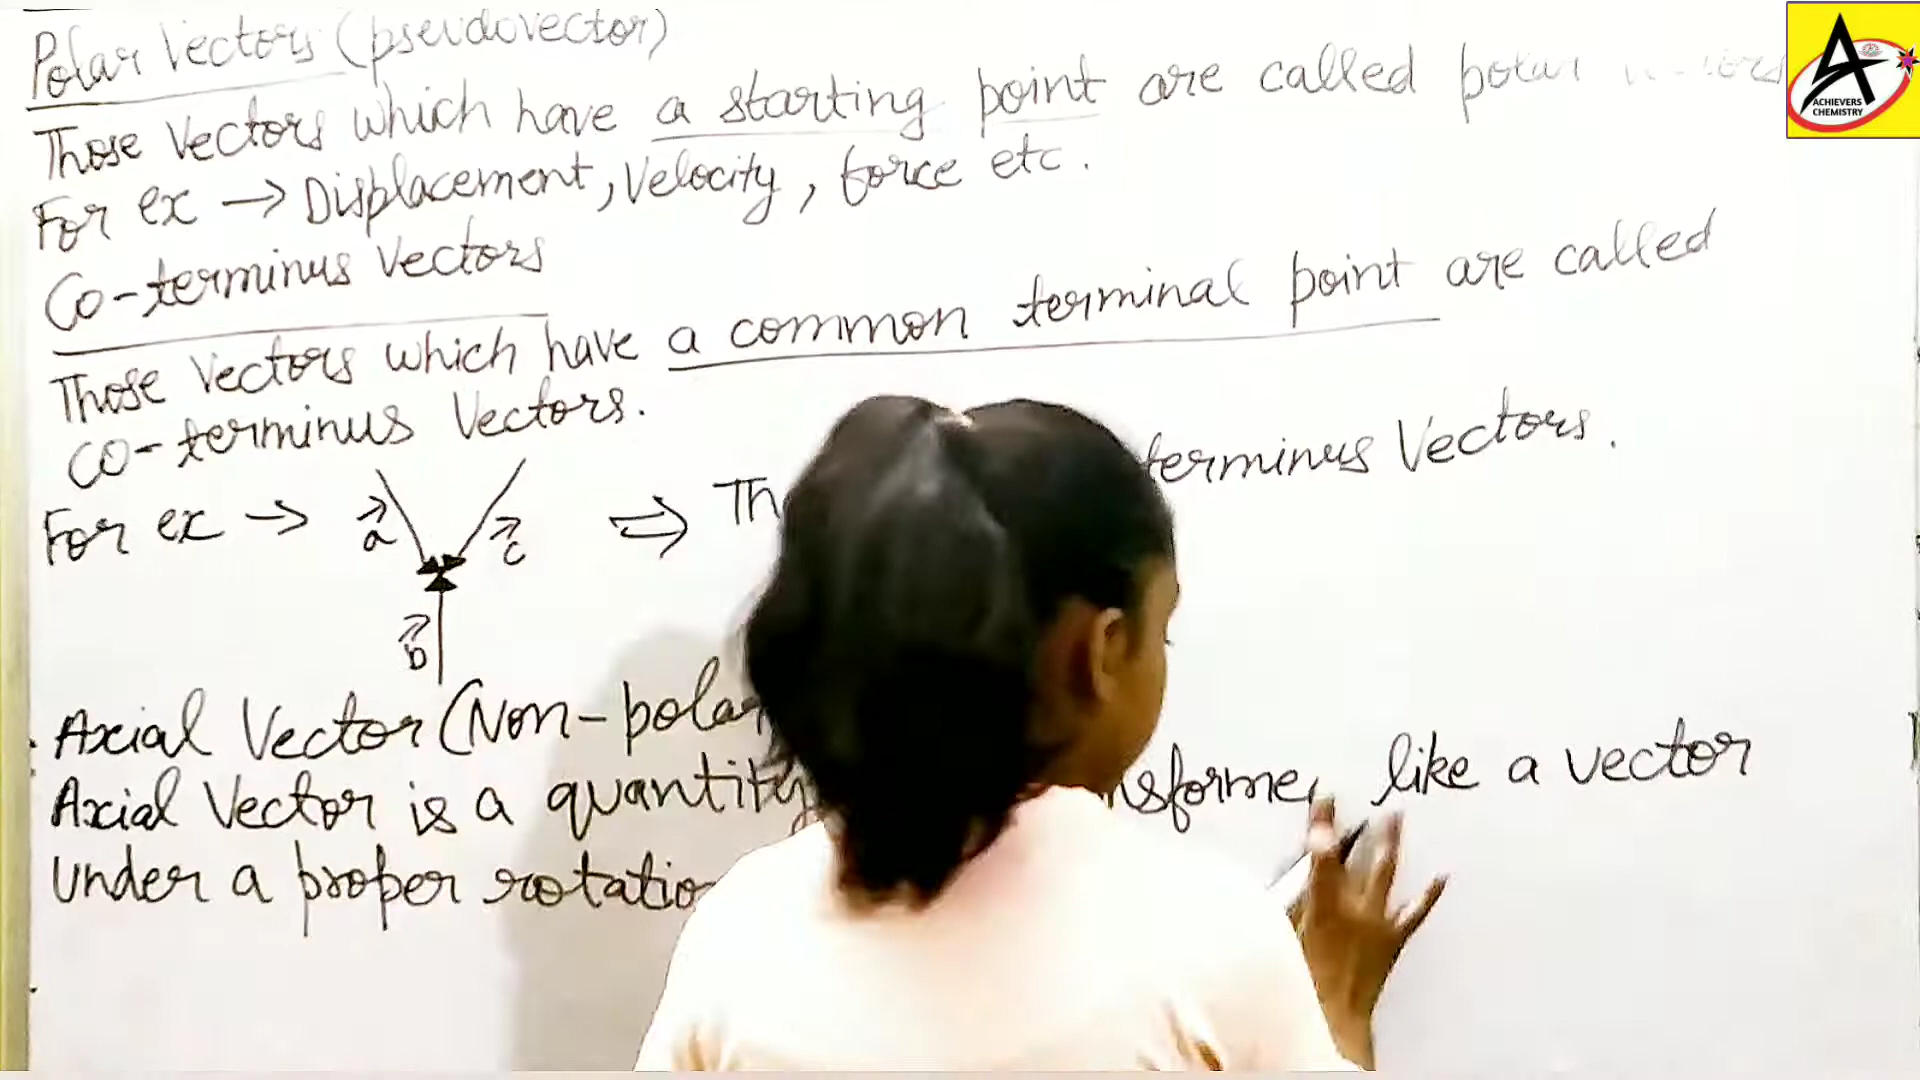 Polar Vectors (pseudovector)
Those Vectors which have a starting point are called polar
For ex → Displacement, Velocity, force etc.
Co-terminus Vectors
Those Vectors which have a common terminal point are called
co-terminus Vectors.
For ex → a c ⇒ Th terminus Vectors.
b
Axial Vector (Non-polar
Axial Vector is a quantity nsforme like a vector
under a proper rotatio
ACHIEVERS
CHEMISTRY